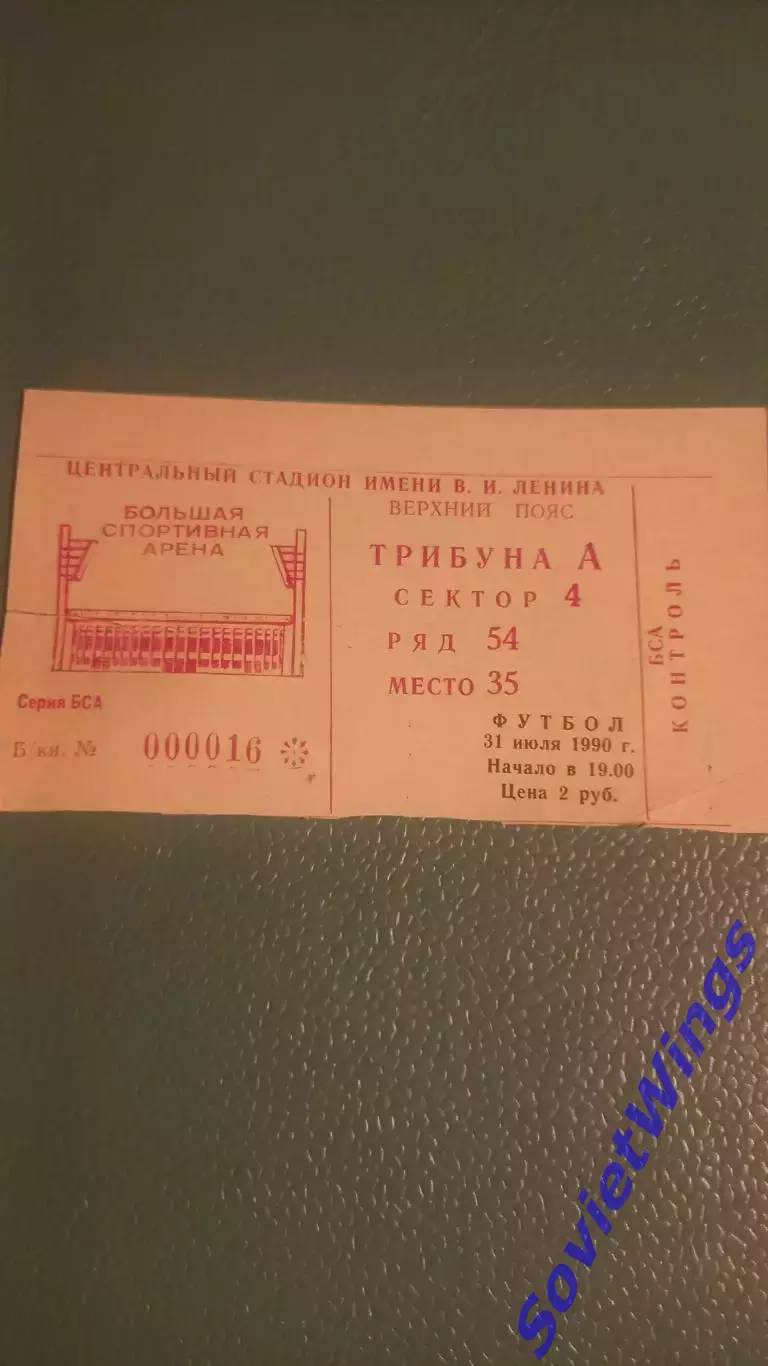 ЦЕНТРАЛЬНЫЙ СТАДИОН ИМЕНИ В. И. ЛЕНИНА
БОЛЬШАЯ
СПОРТИВНАЯ
АРЕНА
Серия БСА
Б кн. № 000016
ВЕРХНИЙ ПОЯС
ТРИБУНА А
СЕКТОР 4
РЯД 54
МЕСТО 35
ФУТБОЛ
31 июля 1990 г.
Начало в 19.00
Цена 2 руб.
БСА
КОНТРОЛЬ
SovietWings